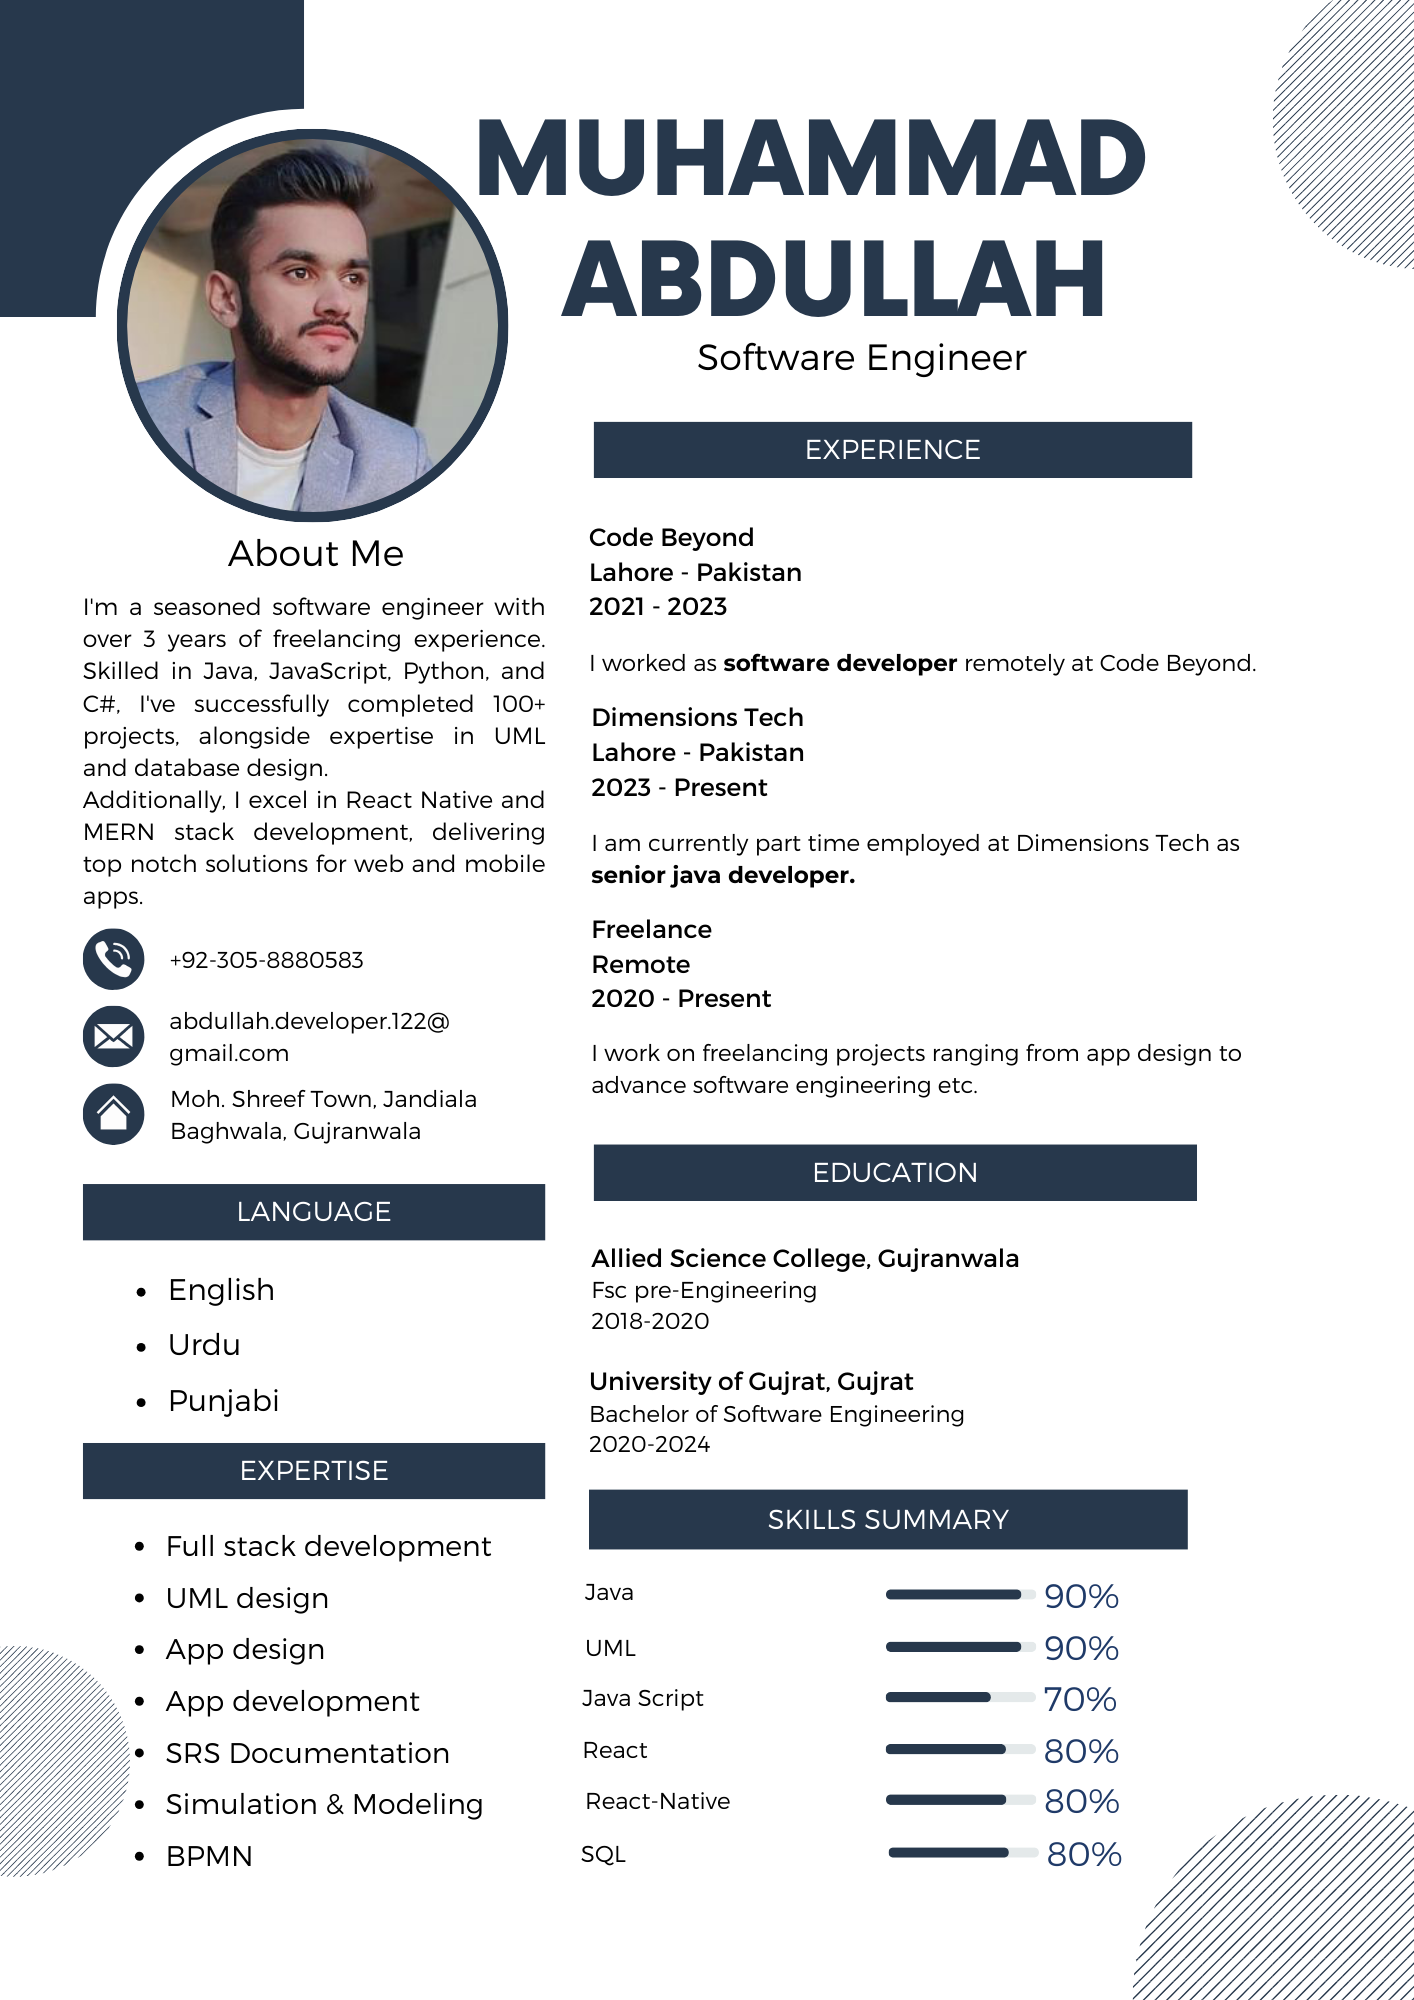 MUHAMMAD
ABDULLAH
Software Engineer
About Me
I'm a seasoned software engineer with
over 3 years of freelancing experience.
Skilled in Java, JavaScript, Python, and
C#, I've successfully completed 100+
projects, alongside expertise in UML
and database design.
Additionally, I excel in React Native and
MERN stack development, delivering
top notch solutions for web and mobile
apps.
+92-305-8880583
abdullah.developer.122@
gmail.com
Moh. Shreef Town, Jandiala
Baghwala, Gujranwala
LANGUAGE
• English
• Urdu
• Punjabi
EXPERTISE
• Full stack development
• UML design
• App design
• App development
• SRS Documentation
• Simulation & Modeling
• BPMN
EXPERIENCE
Code Beyond
Lahore - Pakistan
2021 - 2023
I worked as software developer remotely at Code Beyond.
Dimensions Tech
Lahore - Pakistan
2023 - Present
I am currently part time employed at Dimensions Tech as
senior java developer.
Freelance
Remote
2020 - Present
I work on freelancing projects ranging from app design to
advance software engineering etc.
EDUCATION
Allied Science College, Gujranwala
Fsc pre-Engineering
2018-2020
University of Gujrat, Gujrat
Bachelor of Software Engineering
2020-2024
SKILLS SUMMARY
Java 90%
UML 90%
Java Script 70%
React 80%
React-Native 80%
SQL 80%